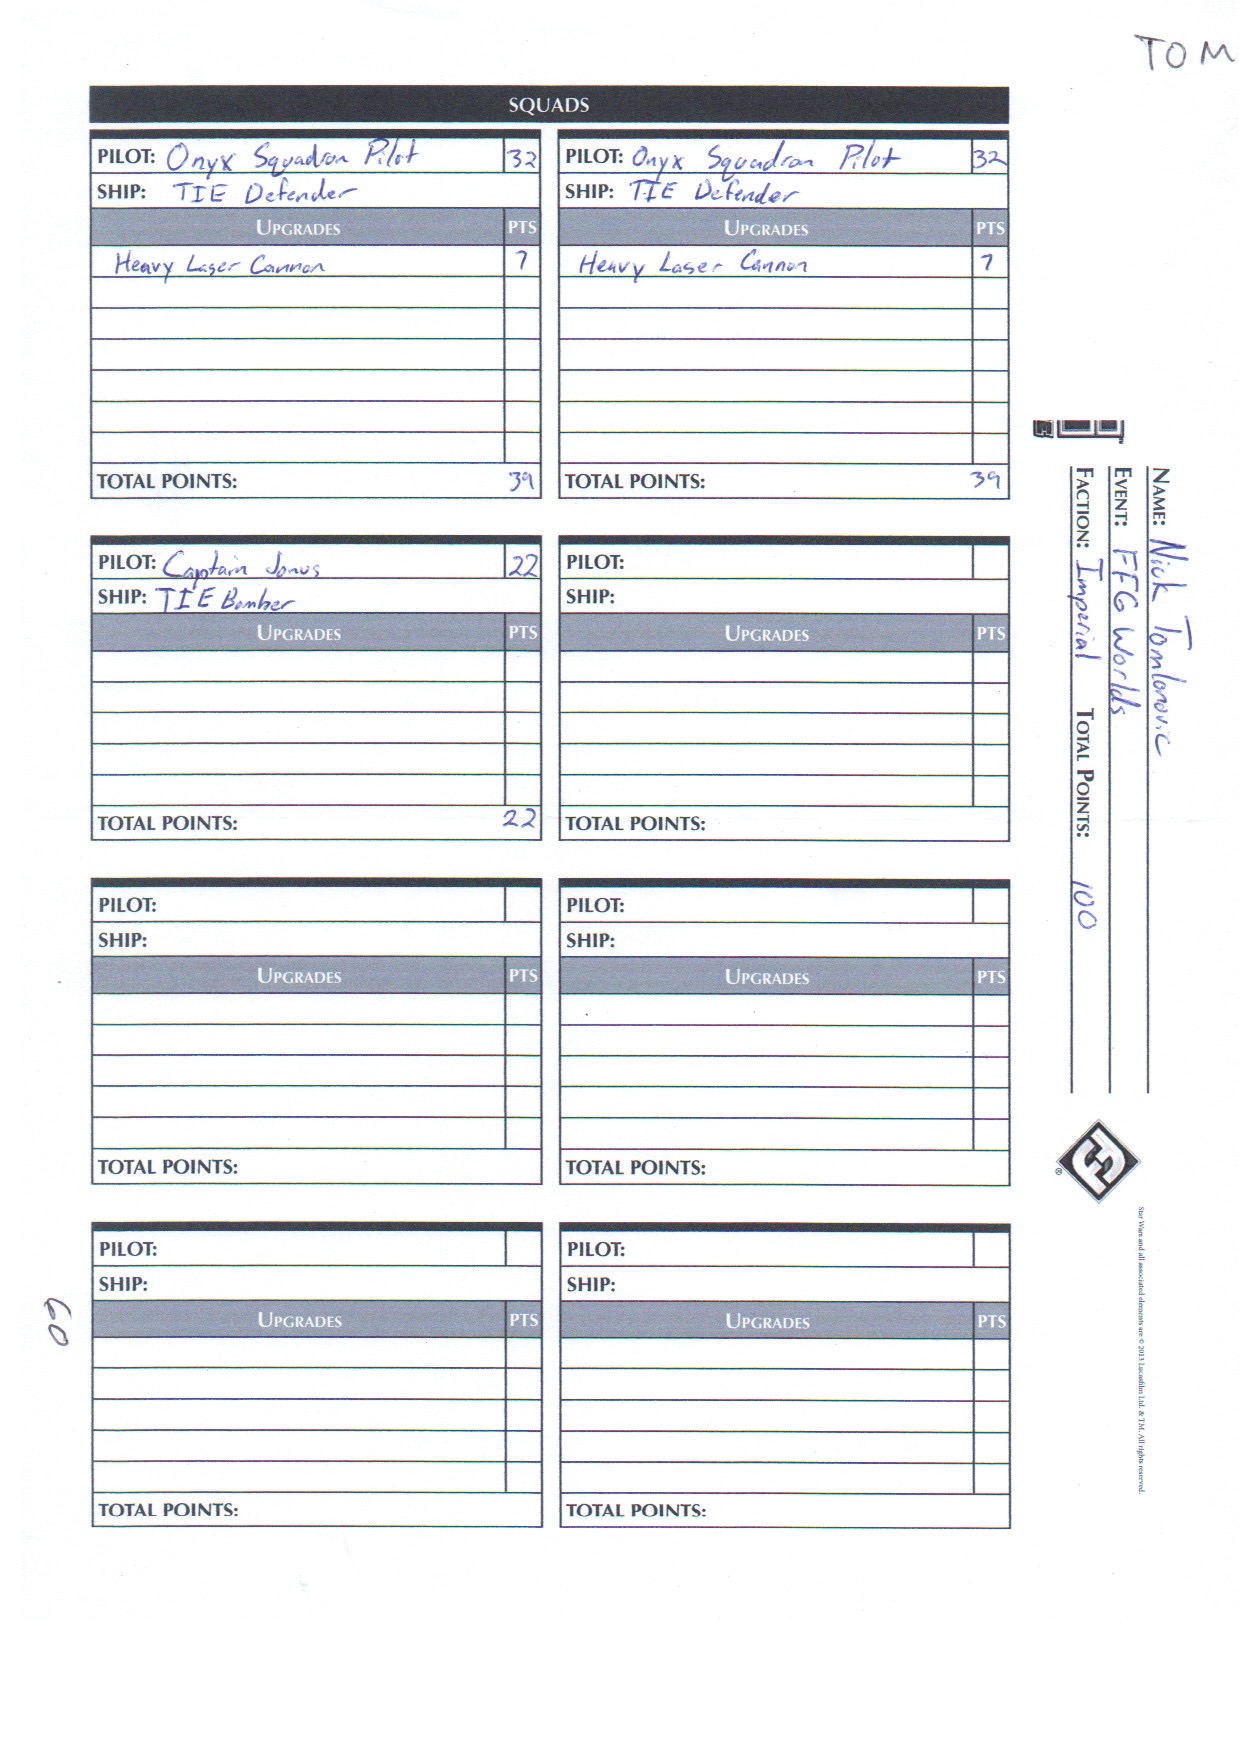 TOM
SQUADS
PILOT: Onyx Squadron Pilot 32
SHIP: TIE Defender
UPGRADES PTS
Heavy Laser Cannon 7
TOTAL POINTS: 39
PILOT: Onyx Squadron Pilot 32
SHIP: TIE Defender
UPGRADES PTS
Heavy Laser Cannon 7
TOTAL POINTS: 39
PILOT: Captain Jonus 22
SHIP: TIE Bomber
UPGRADES PTS
TOTAL POINTS: 22
PILOT:
SHIP:
UPGRADES PTS
TOTAL POINTS:
PILOT:
SHIP:
UPGRADES PTS
TOTAL POINTS:
PILOT:
SHIP:
UPGRADES PTS
TOTAL POINTS:
PILOT:
SHIP:
UPGRADES PTS
TOTAL POINTS:
PILOT:
SHIP:
UPGRADES PTS
TOTAL POINTS:
NAME: Nick Tomlanovic
EVENT: FFG Worlds
FACTION: Imperial TOTAL POINTS: 100
Star Wars and all associated elements are © 2013 Lucasfilm Ltd. & TM. All rights reserved.
60